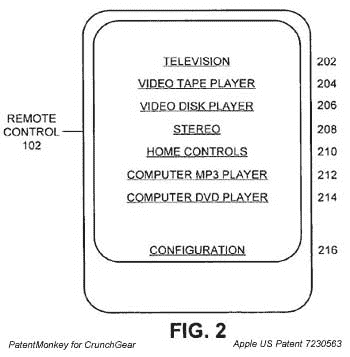 TELEVISION 202
VIDEO TAPE PLAYER 204
VIDEO DISK PLAYER 206
REMOTE CONTROL 102
STEREO 208
HOME CONTROLS 210
COMPUTER MP3 PLAYER 212
COMPUTER DVD PLAYER 214
CONFIGURATION 216
FIG. 2
PatentMonkey for CrunchGear Apple US Patent 7230563